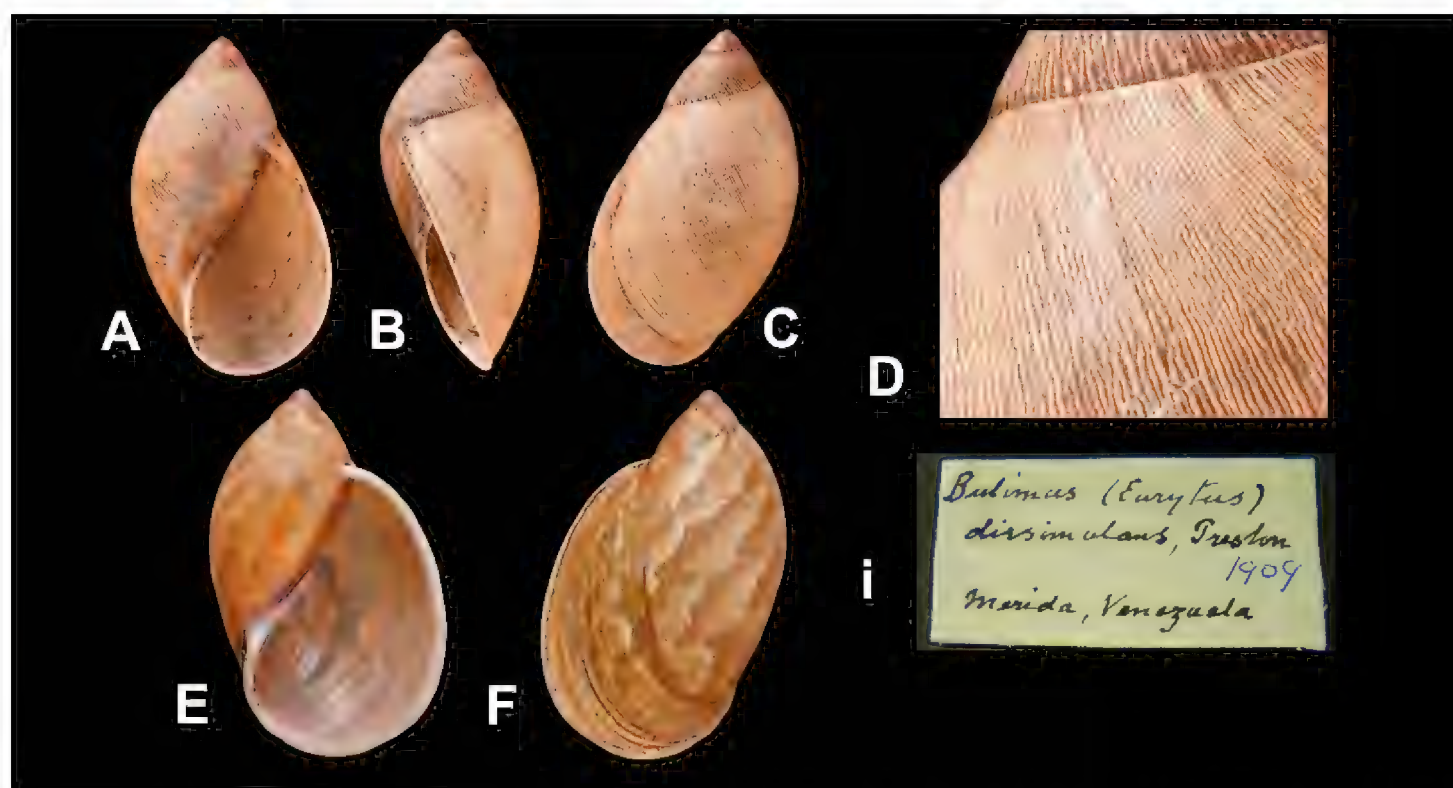 A
B
C
D
E
F
i
Bulimus (Eurytus)
dissimulans, Preston
1909
Merida, Venezuela